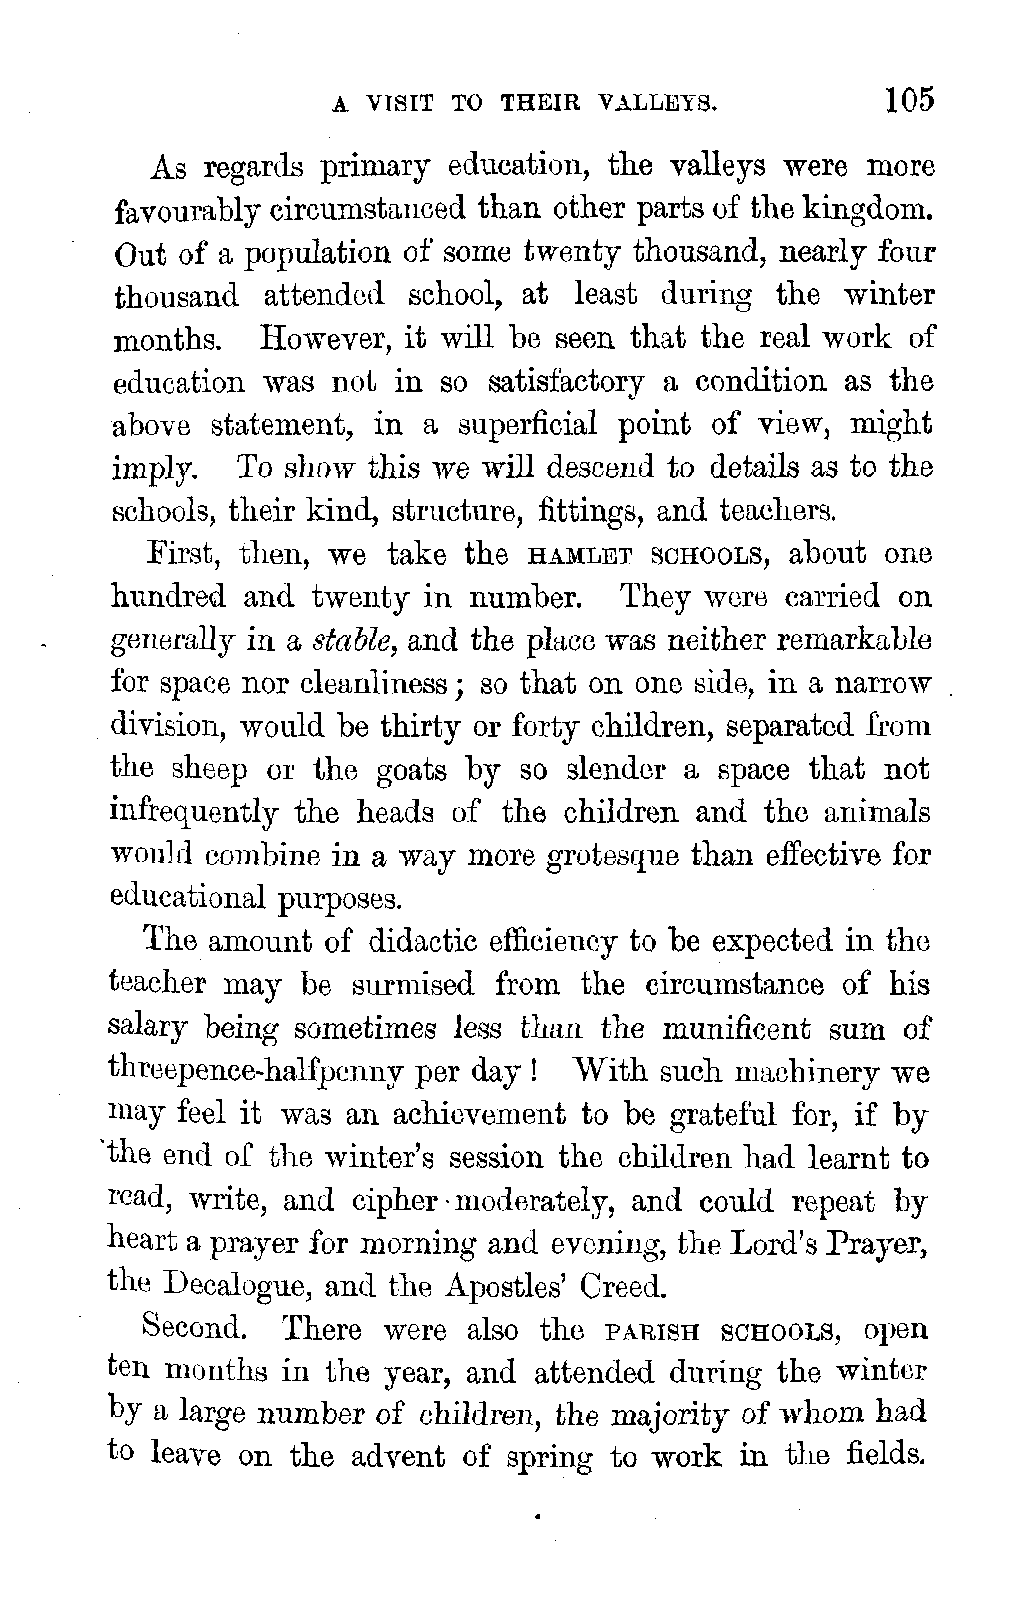 A VISIT TO THEIR VALLEYS. 105
As regards primary education, the valleys were more
favourably circumstanced than other parts of the kingdom.
Out of a population of some twenty thousand, nearly four
thousand attended school, at least during the winter
months. However, it will be seen that the real work of
education was not in so satisfactory a condition as the
above statement, in a superficial point of view, might
imply. To show this we will descend to details as to the
schools, their kind, structure, fittings, and teachers.
First, then, we take the HAMLET SCHOOLS, about one
hundred and twenty in number. They were carried on
generally in a stable, and the place was neither remarkable
for space nor cleanliness; so that on one side, in a narrow
division, would be thirty or forty children, separated from
the sheep or the goats by so slender a space that not
infrequently the heads of the children and the animals
would combine in a way more grotesque than effective for
educational purposes.
The amount of didactic efficiency to be expected in the
teacher may be surmised from the circumstance of his
salary being sometimes less than the munificent sum of
threepence-halfpenny per day! With such machinery we
may feel it was an achievement to be grateful for, if by
the end of the winter's session the children had learnt to
read, write, and cipher moderately, and could repeat by
heart a prayer for morning and evening, the Lord's Prayer,
the Decalogue, and the Apostles' Creed.
Second. There were also the PARISH SCHOOLS, open
ten months in the year, and attended during the winter
by a large number of children, the majority of whom had
to leave on the advent of spring to work in the fields.